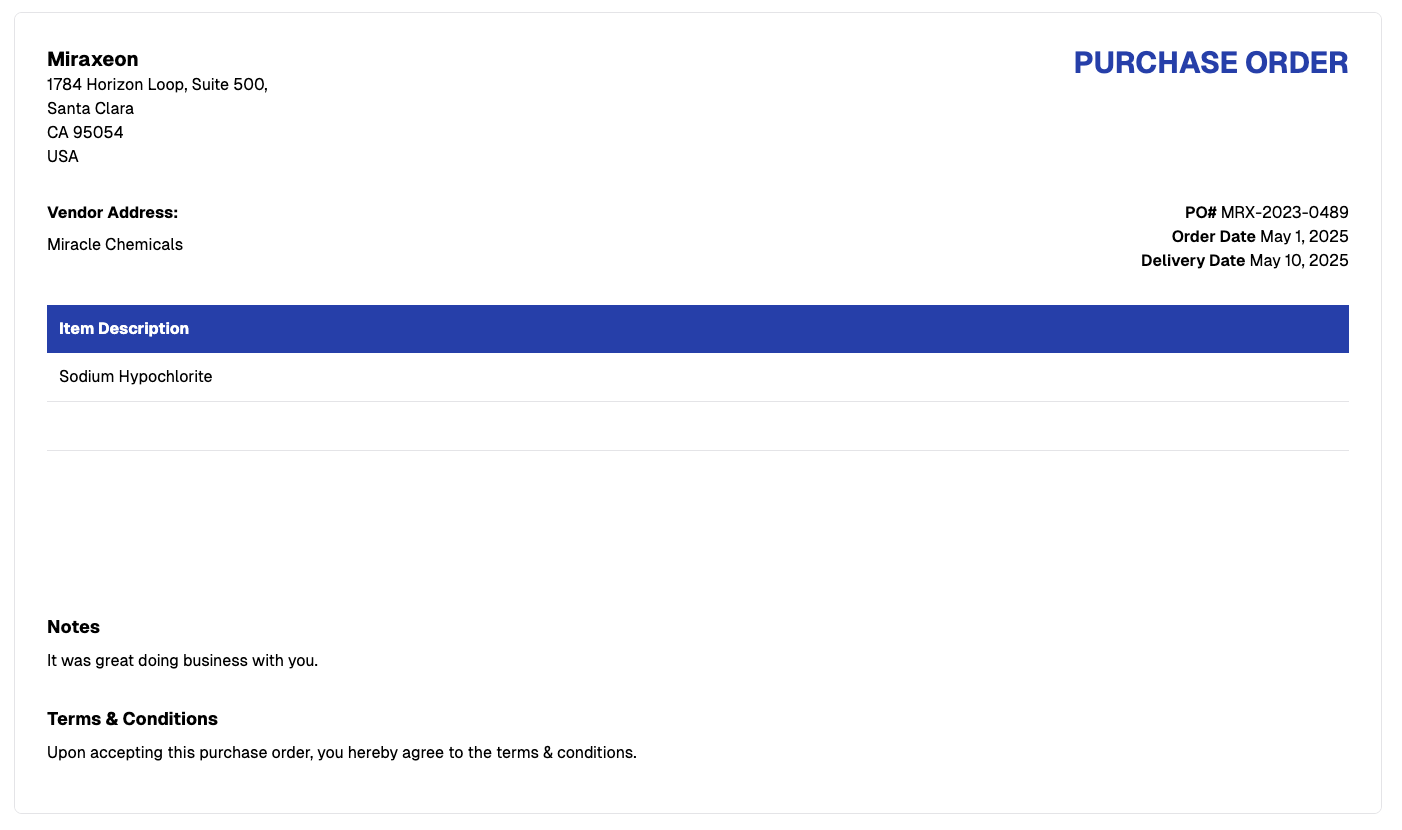 Miraxeon
PURCHASE ORDER
1784 Horizon Loop, Suite 500,
Santa Clara
CA 95054
USA
Vendor Address:
Miracle Chemicals
PO# MRX-2023-0489
Order Date May 1, 2025
Delivery Date May 10, 2025
Item Description
Sodium Hypochlorite
Notes
It was great doing business with you.
Terms & Conditions
Upon accepting this purchase order, you hereby agree to the terms & conditions.